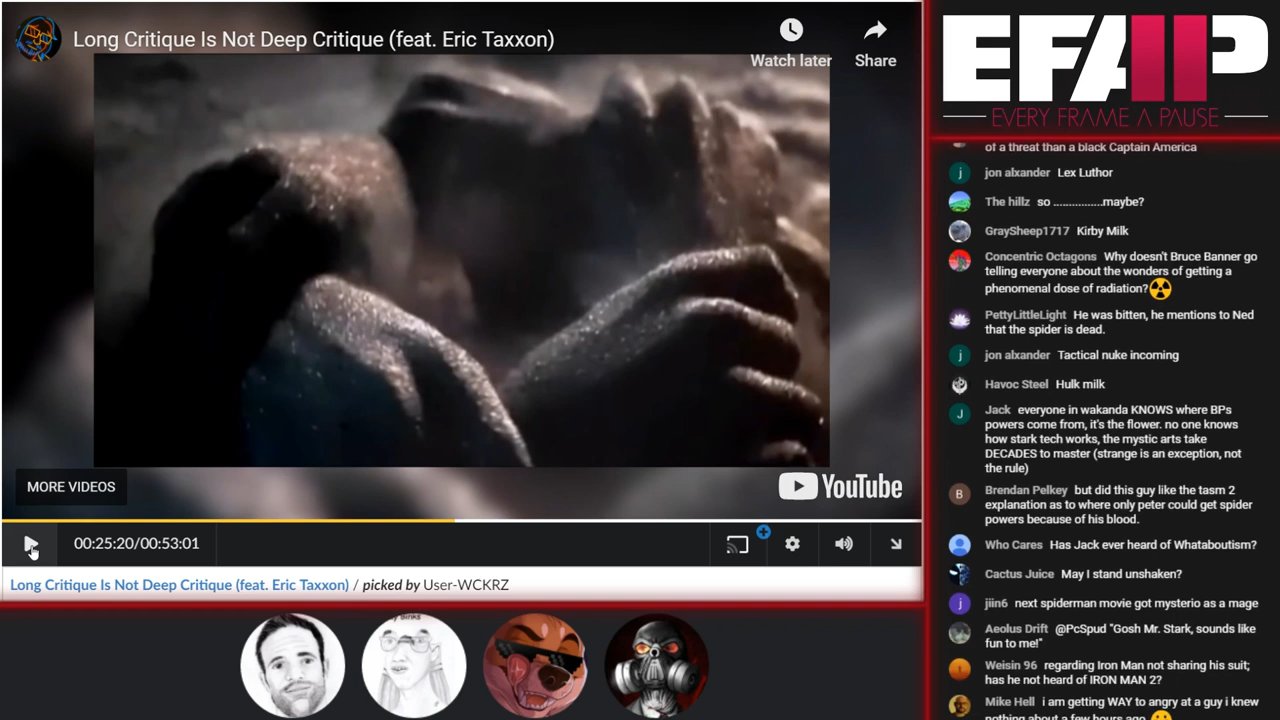 Long Critique Is Not Deep Critique (feat. Eric Taxxon)
Watch later
Share
MORE VIDEOS
YouTube
00:25:20/00:53:01
Long Critique Is Not Deep Critique (feat. Eric Taxxon) / picked by User-WCKRZ
EFAP
EVERY FRAME A PAUSE
of a threat than a black Captain America
j
jon alxander Lex Luthor
The hillz so ................maybe?
GraySheep1717 Kirby Milk
Concentric Octagons Why doesn't Bruce Banner go
telling everyone about the wonders of getting a
phenomenal dose of radiation?
PettyLittleLight He was bitten, he mentions to Ned
that the spider is dead.
j
jon alxander Tactical nuke incoming
Havoc Steel Hulk milk
J
Jack everyone in wakanda KNOWS where BPs
powers come from, it's the flower. no one knows
how stark tech works, the mystic arts take
DECADES to master (strange is an exception, not
the rule)
B
Brendan Pelkey but did this guy like the tasm 2
explanation as to where only peter could get spider
powers because of his blood.
Who Cares Has Jack ever heard of Whataboutism?
Cactus Juice May I stand unshaken?
j
jiin6 next spiderman movie got mysterio as a mage
Aeolus Drift @PcSpud "Gosh Mr. Stark, sounds like
fun to me!"
Weisin 96 regarding Iron Man not sharing his suit;
has he not heard of IRON MAN 2?
Mike Hell i am getting WAY to angry at a guy i knew
nothing about a few hours ago